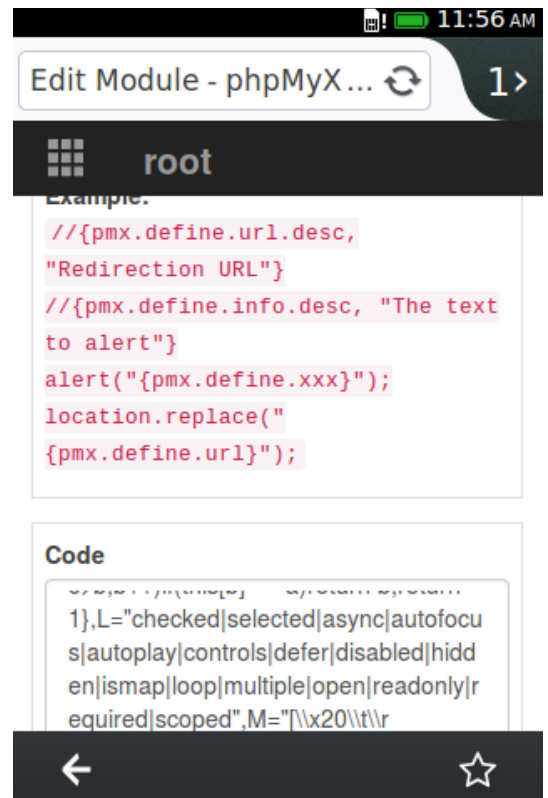 11:56 AM
Edit Module - phpMyX...
1>
root
Example:
//{pmx.define.url.desc,
"Redirection URL"}
//{pmx.define.info.desc, "The text
to alert"}
alert("{pmx.define.xxx}");
location.replace("
{pmx.define.url}");
Code
1},L="checked|selected|async|autofocu
s|autoplay|controls|defer|disabled|hidd
en|ismap|loop|multiple|open|readonly|r
equired|scoped",M="[\\x20\\t\\r